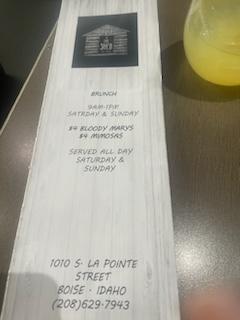 BRUNCH
9AM-1PM
SATRDAY & SUNDAY
$4 BLOODY MARYS
$4 MIMOSAS
SERVED ALL DAY
SATURDAY &
SUNDAY
1010 S. LA POINTE
STREET
BOISE · IDAHO
(208)629-7943